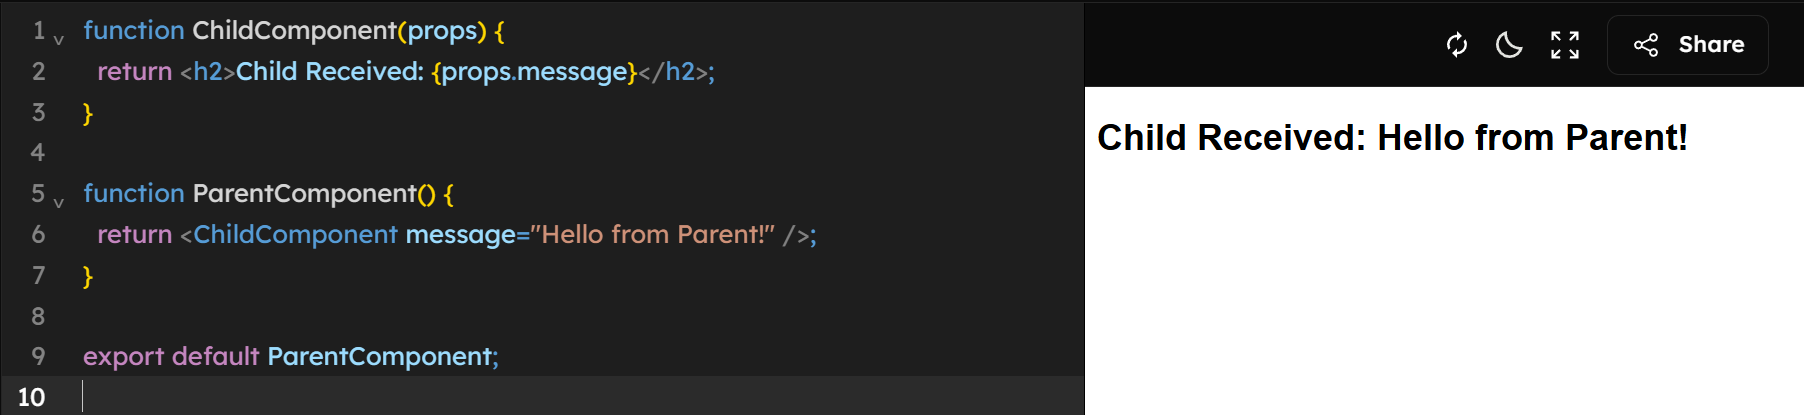 1 function ChildComponent(props) {
2 return <h2>Child Received: {props.message}</h2>;
3 }
4
5 function ParentComponent() {
6 return <ChildComponent message="Hello from Parent!" />;
7 }
8
9 export default ParentComponent;
10
Share
Child Received: Hello from Parent!